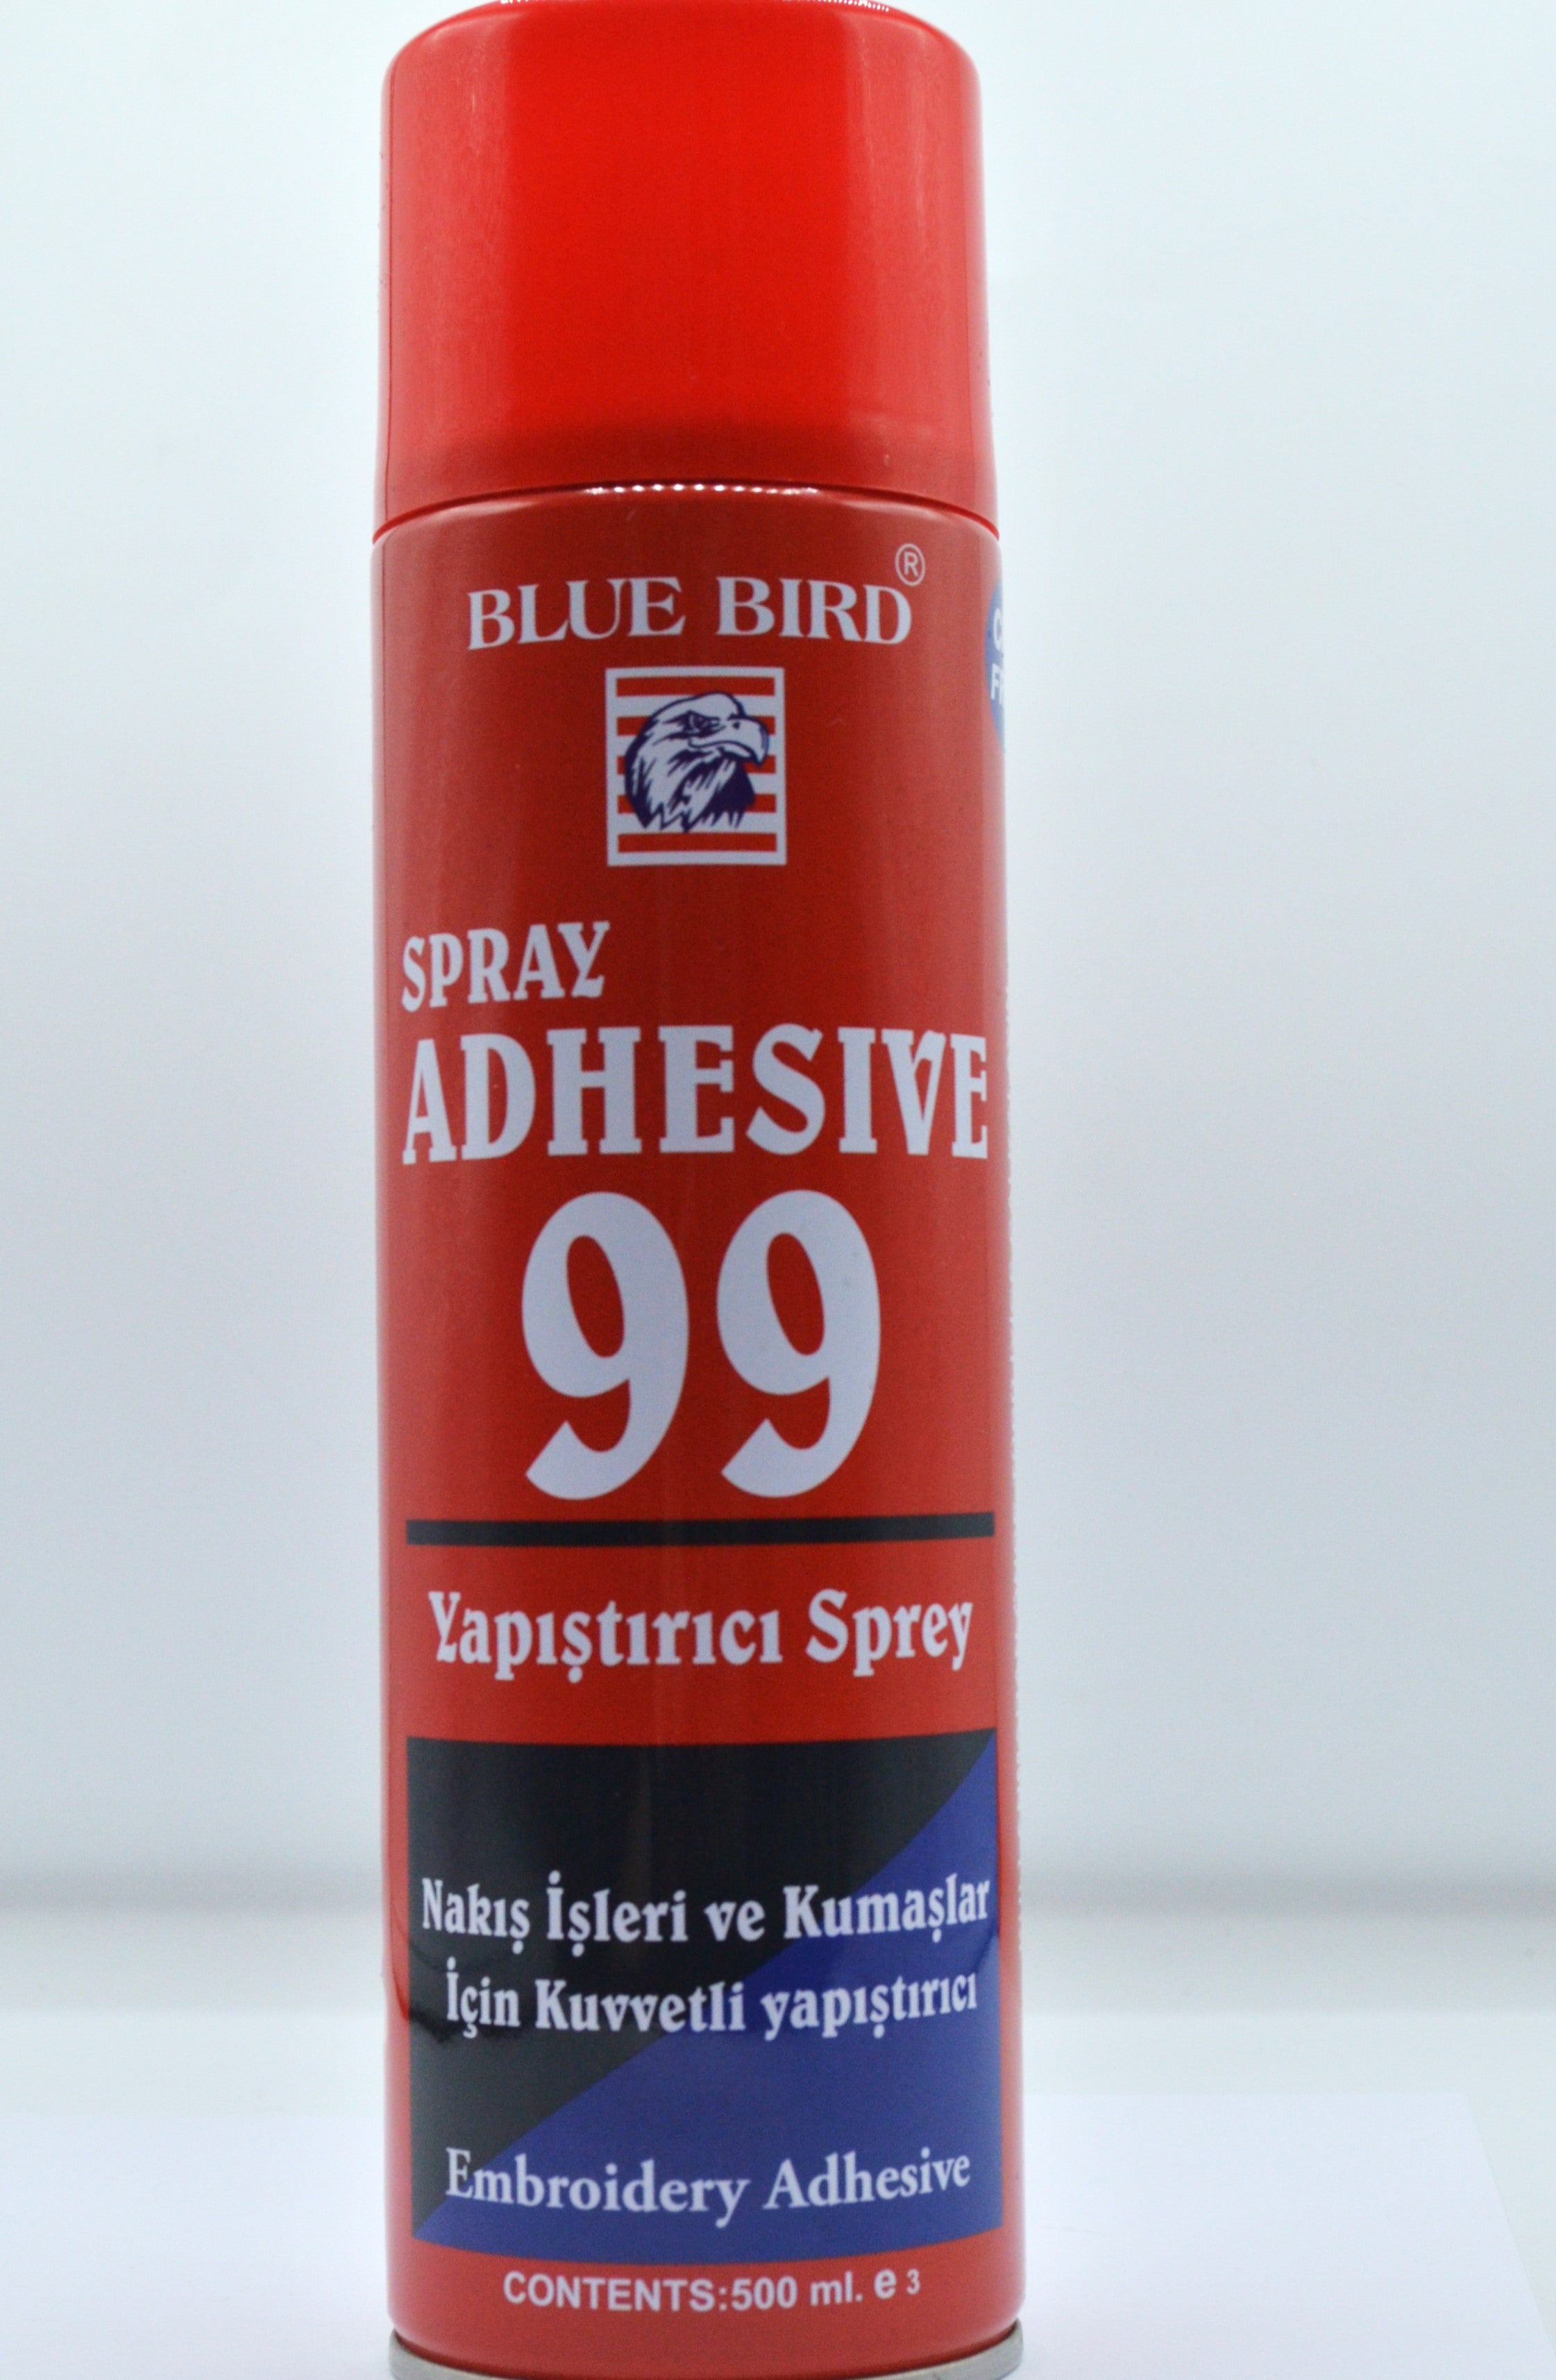 BLUE BIRD®
SPRAY
ADHESIVE
99
Yapıştırıcı Sprey
Nakış İşleri ve Kumaşlar
İçin Kuvvetli yapıştırıcı
Embroidery Adhesive
CONTENTS:500 ml. e 3